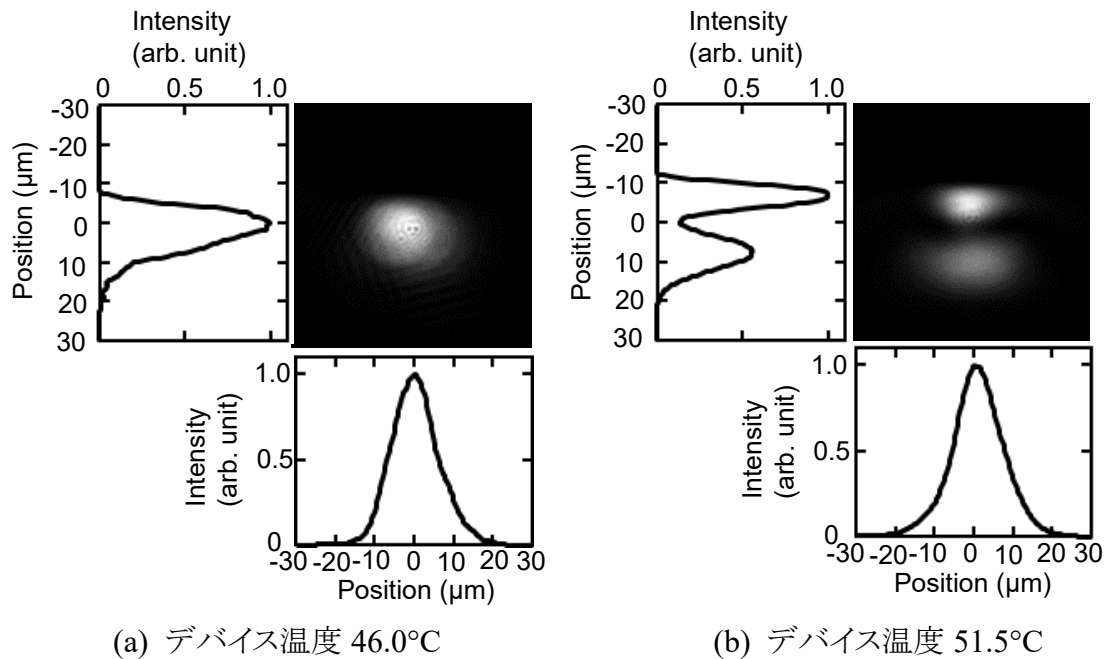 Intensity
(arb. unit)
0 0.5 1.0
-30
-20
-10
0
10
20
30
Position (μm)
1.0
0.5
0
Intensity
(arb. unit)
-30 -20 -10 0 10 20 30
Position (μm)
(a) デバイス温度 46.0°C
Intensity
(arb. unit)
0 0.5 1.0
-30
-20
-10
0
10
20
30
Position (μm)
1.0
0.5
0
Intensity
(arb. unit)
-30 -20 -10 0 10 20 30
Position (μm)
(b) デバイス温度 51.5°C